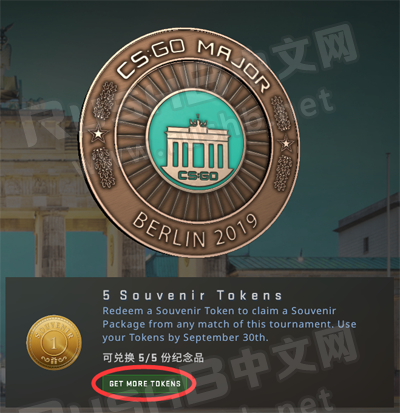 CS:GO MAJOR
CS:GO
BERLIN 2019
5 Souvenir Tokens
Redeem a Souvenir Token to claim a Souvenir
Package from any match of this tournament. Use
your Tokens by September 30th.
SOUVENIR
1
可兑换 5/5 份纪念品
GET MORE TOKENS